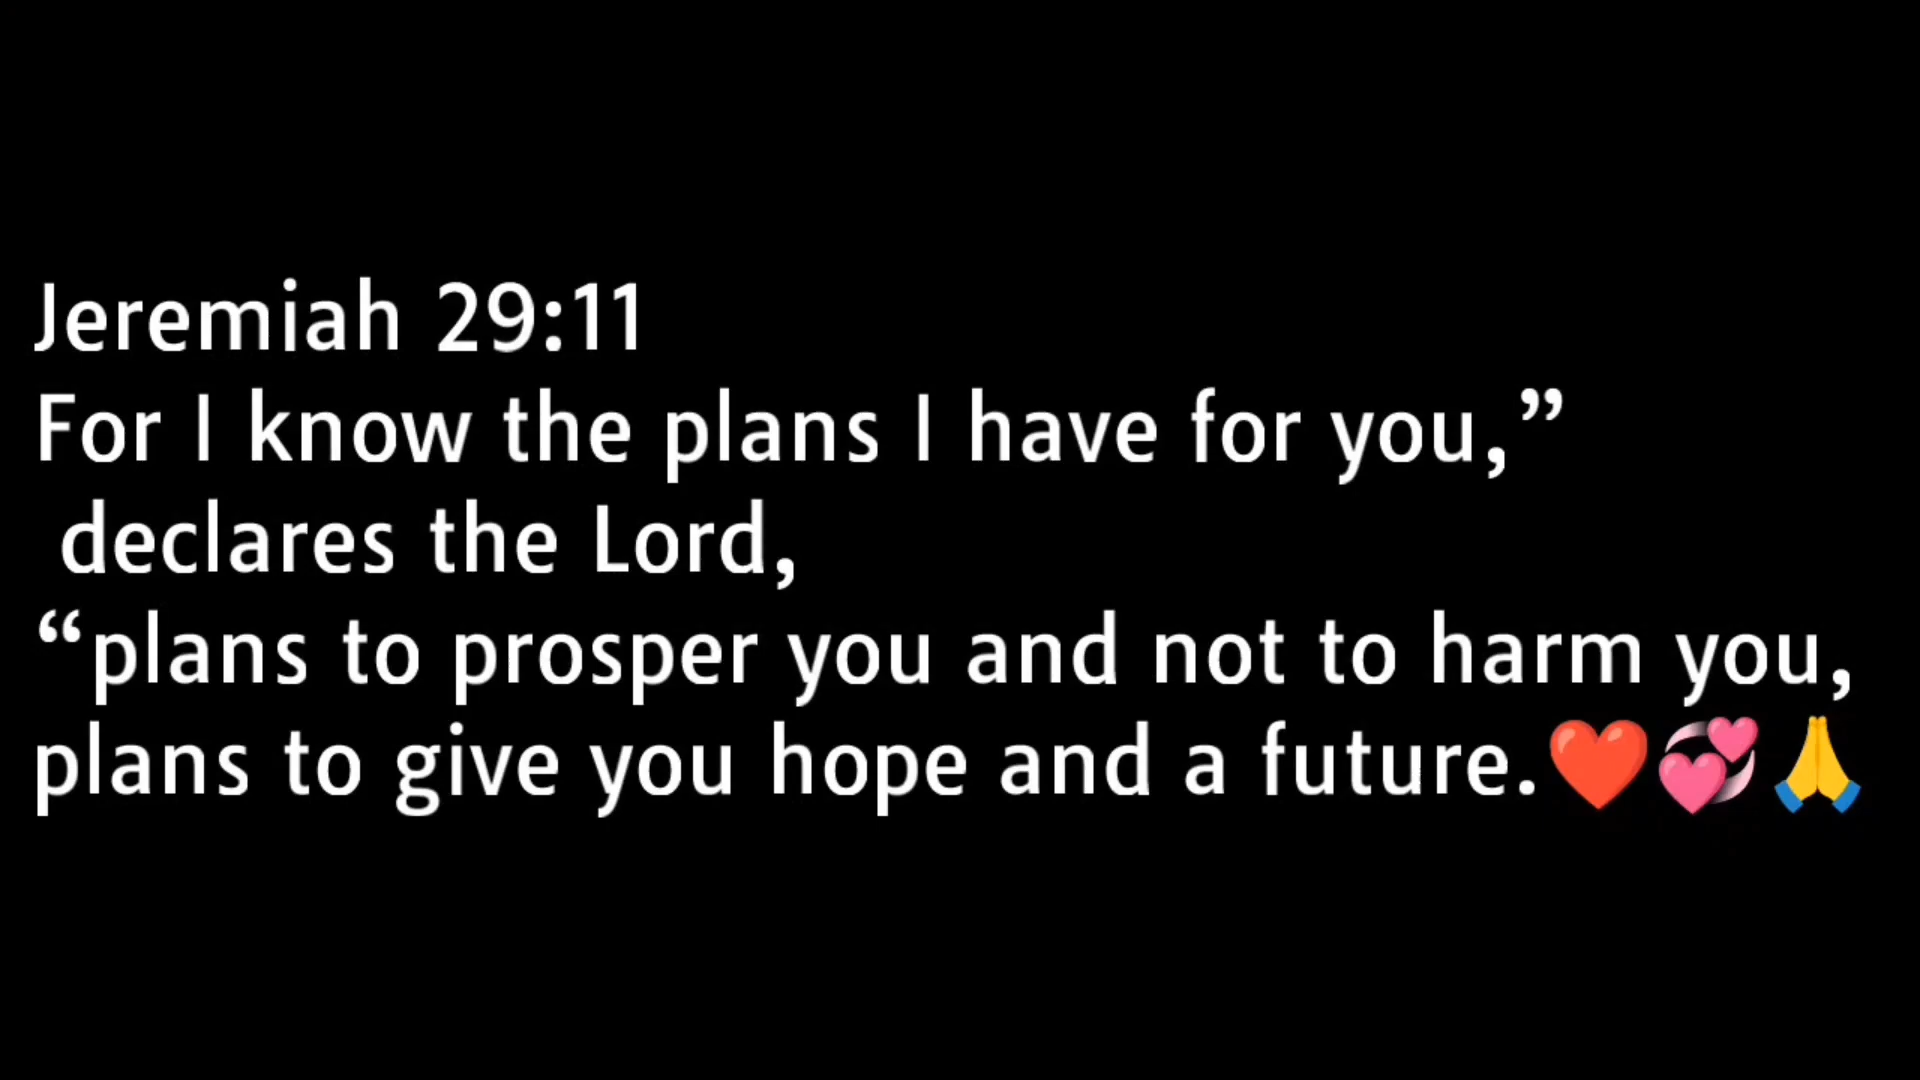 Jeremiah 29:11
For I know the plans I have for you,”
declares the Lord,
“plans to prosper you and not to harm you,
plans to give you hope and a future.❤️💞🙏